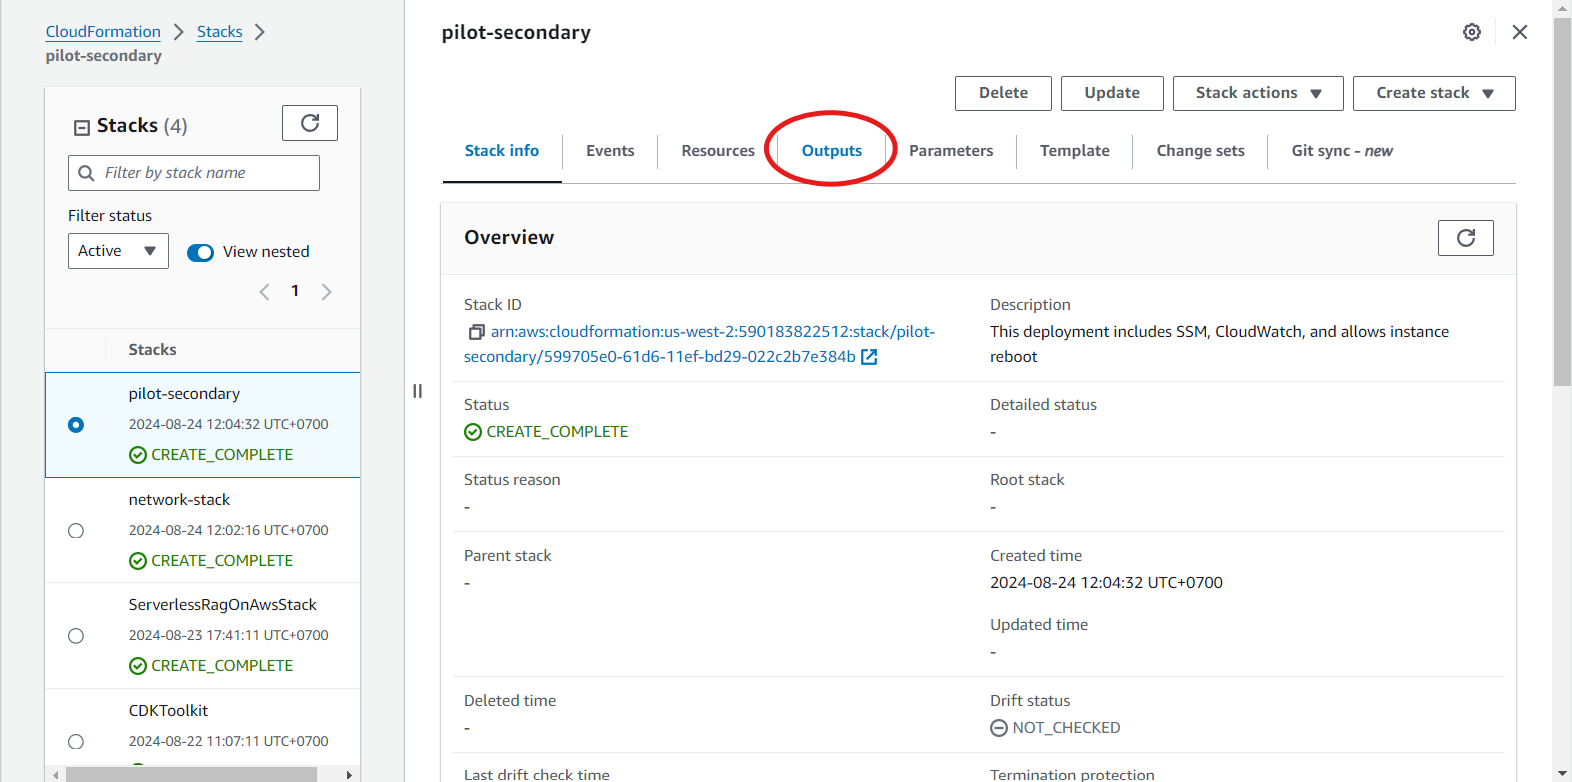 CloudFormation
Stacks
pilot-secondary
Stacks (4)
Filter by stack name
Filter status
Active
View nested
1
Stacks
pilot-secondary
2024-08-24 12:04:32 UTC+0700
CREATE_COMPLETE
network-stack
2024-08-24 12:02:16 UTC+0700
CREATE_COMPLETE
ServerlessRagOnAwsStack
2024-08-23 17:41:11 UTC+0700
CREATE_COMPLETE
CDKToolkit
2024-08-22 11:07:11 UTC+0700
pilot-secondary
Delete
Update
Stack actions
Create stack
Stack info
Events
Resources
Outputs
Parameters
Template
Change sets
Git sync - new
Overview
Stack ID
arn:aws:cloudformation:us-west-2:590183822512:stack/pilot-
secondary/599705e0-61d6-11ef-bd29-022c2b7e384b
Description
This deployment includes SSM, CloudWatch, and allows instance
reboot
Status
CREATE_COMPLETE
Detailed status
-
Status reason
-
Root stack
-
Parent stack
-
Created time
2024-08-24 12:04:32 UTC+0700
Updated time
-
Deleted time
-
Drift status
NOT_CHECKED
Last drift check time
Termination protection